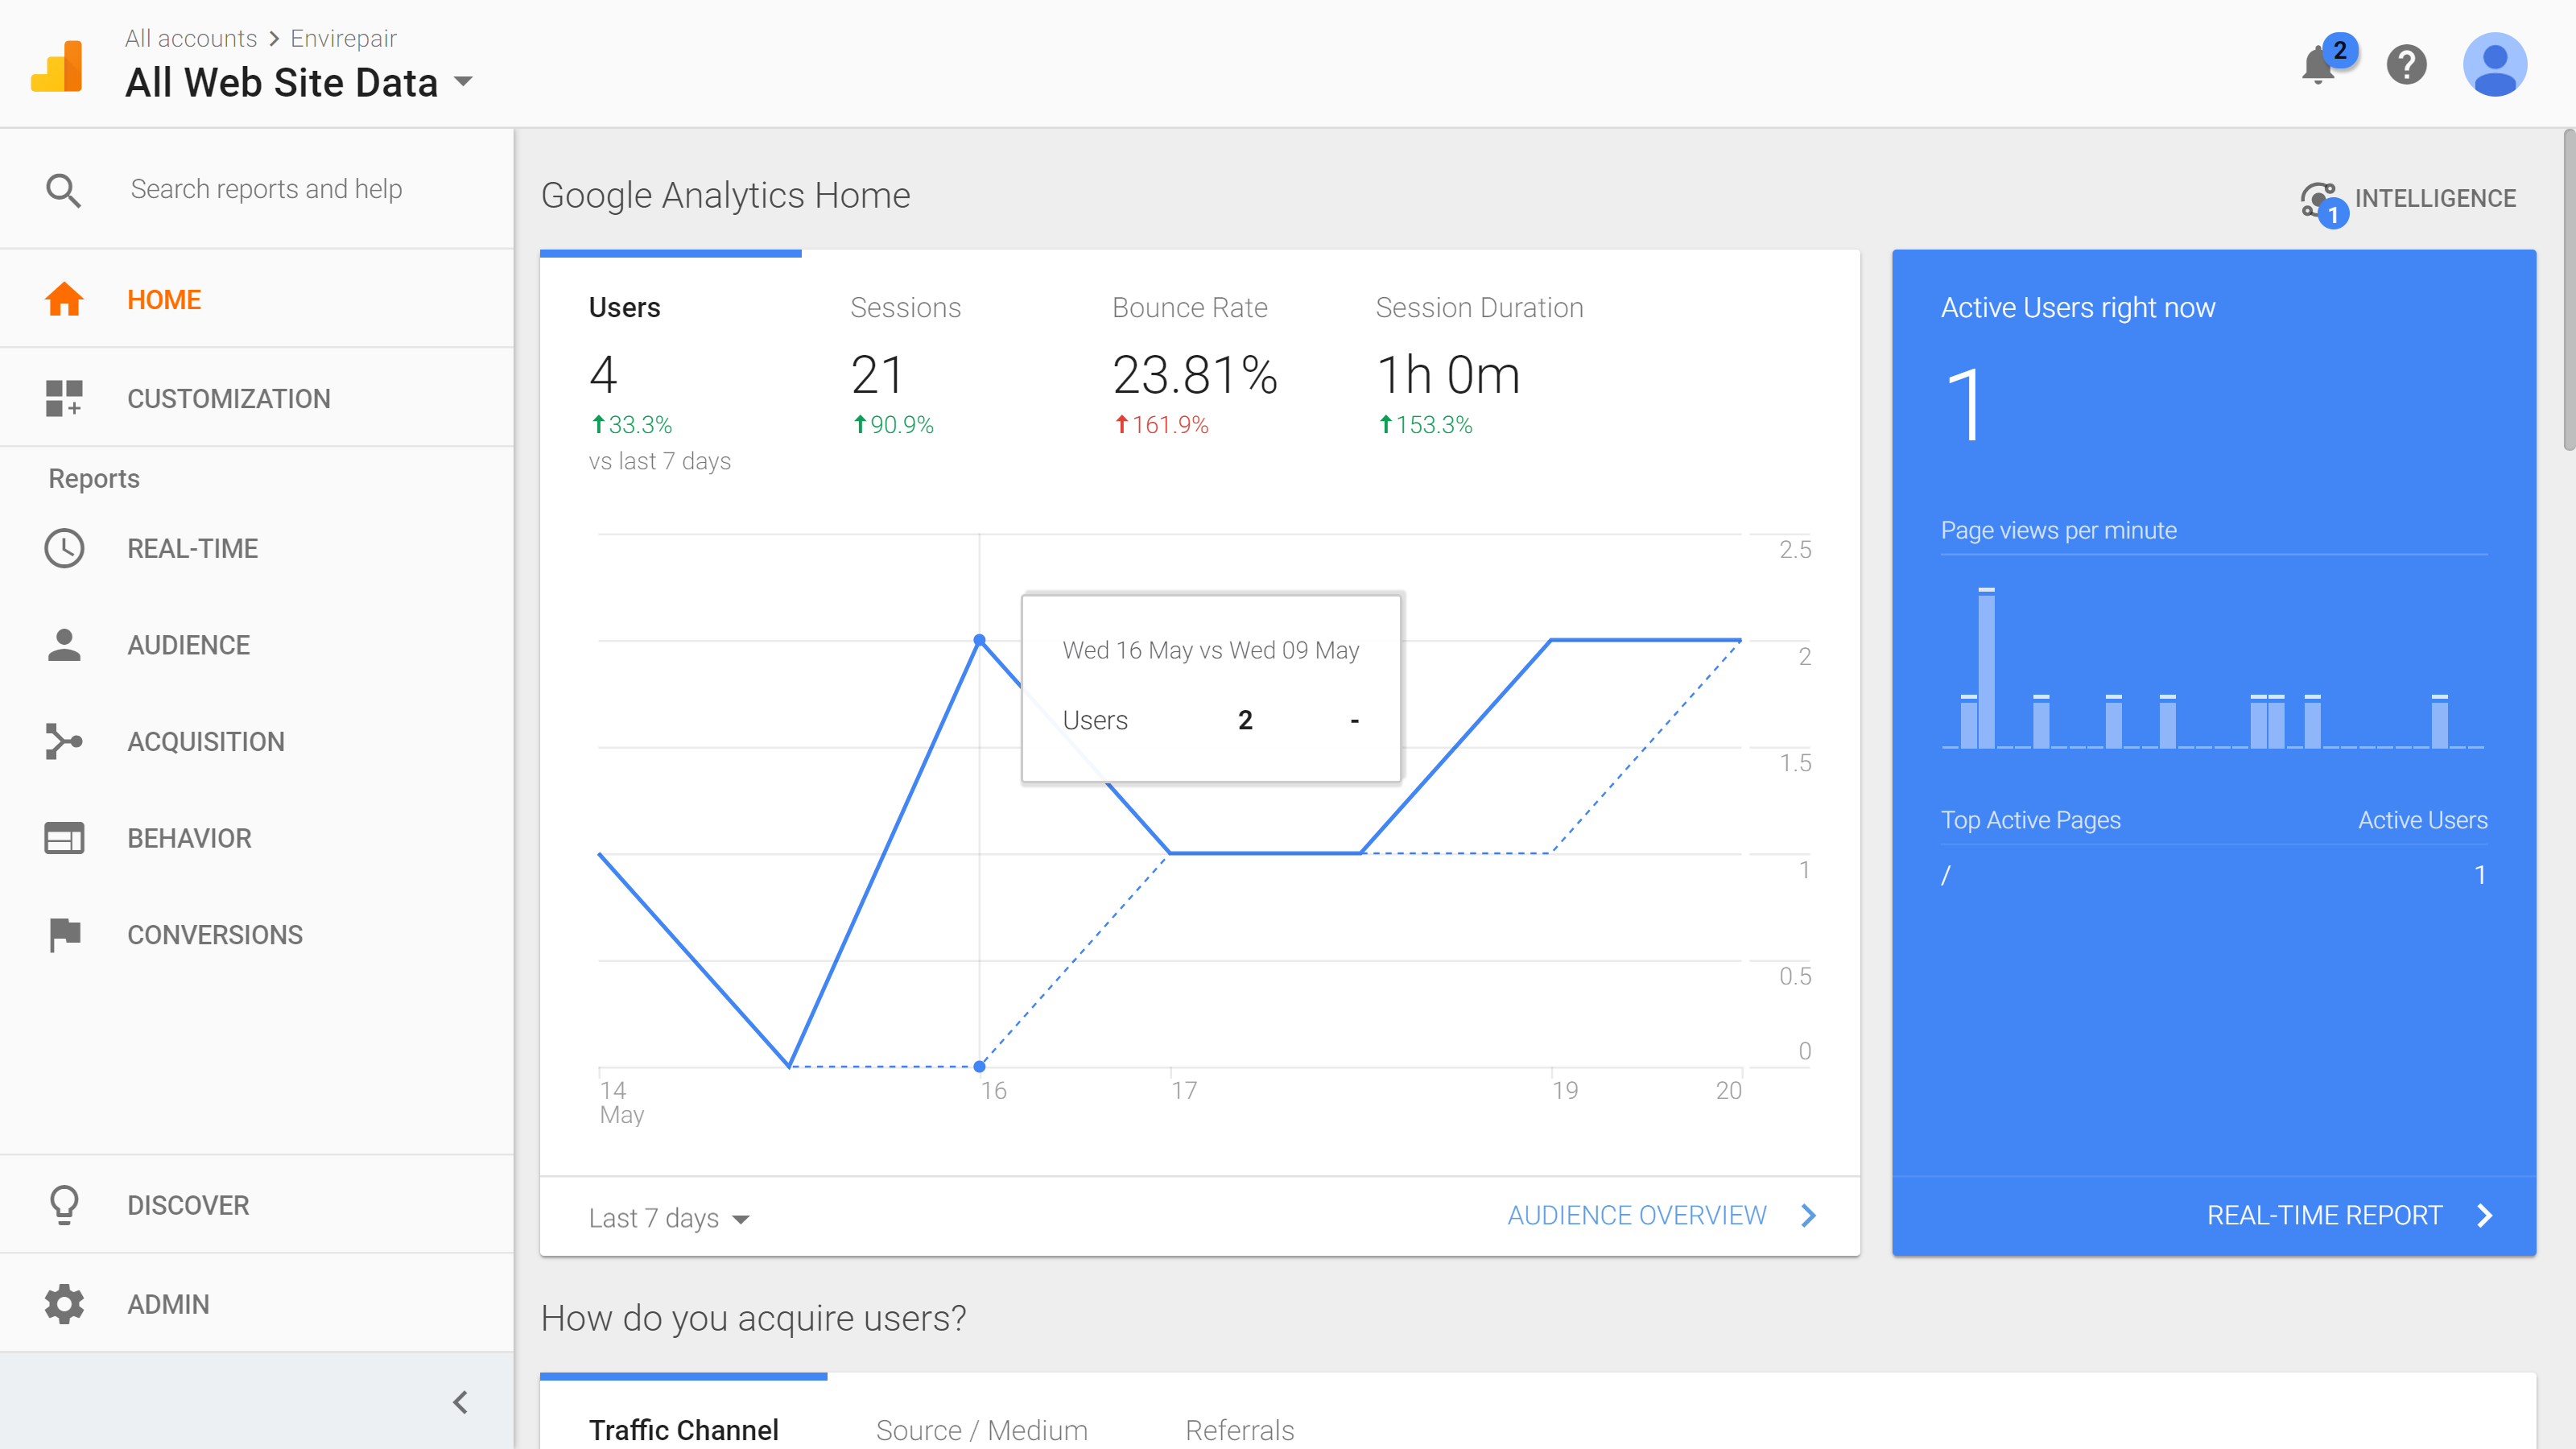 All accounts > Envirepair
All Web Site Data
2
Search reports and help
HOME
CUSTOMIZATION
Reports
REAL-TIME
AUDIENCE
ACQUISITION
BEHAVIOR
CONVERSIONS
DISCOVER
ADMIN
Google Analytics Home
1 INTELLIGENCE
Users Sessions Bounce Rate Session Duration
4 21 23.81% 1h 0m
33.3% 90.9% 161.9% 153.3%
vs last 7 days
2.5
2
1.5
1
0.5
0
Wed 16 May vs Wed 09 May
Users 2 -
14 16 17 19 20
May
Last 7 days AUDIENCE OVERVIEW
Active Users right now
1
Page views per minute
Top Active Pages Active Users
/ 1
REAL-TIME REPORT
How do you acquire users?
Traffic Channel Source / Medium Referrals